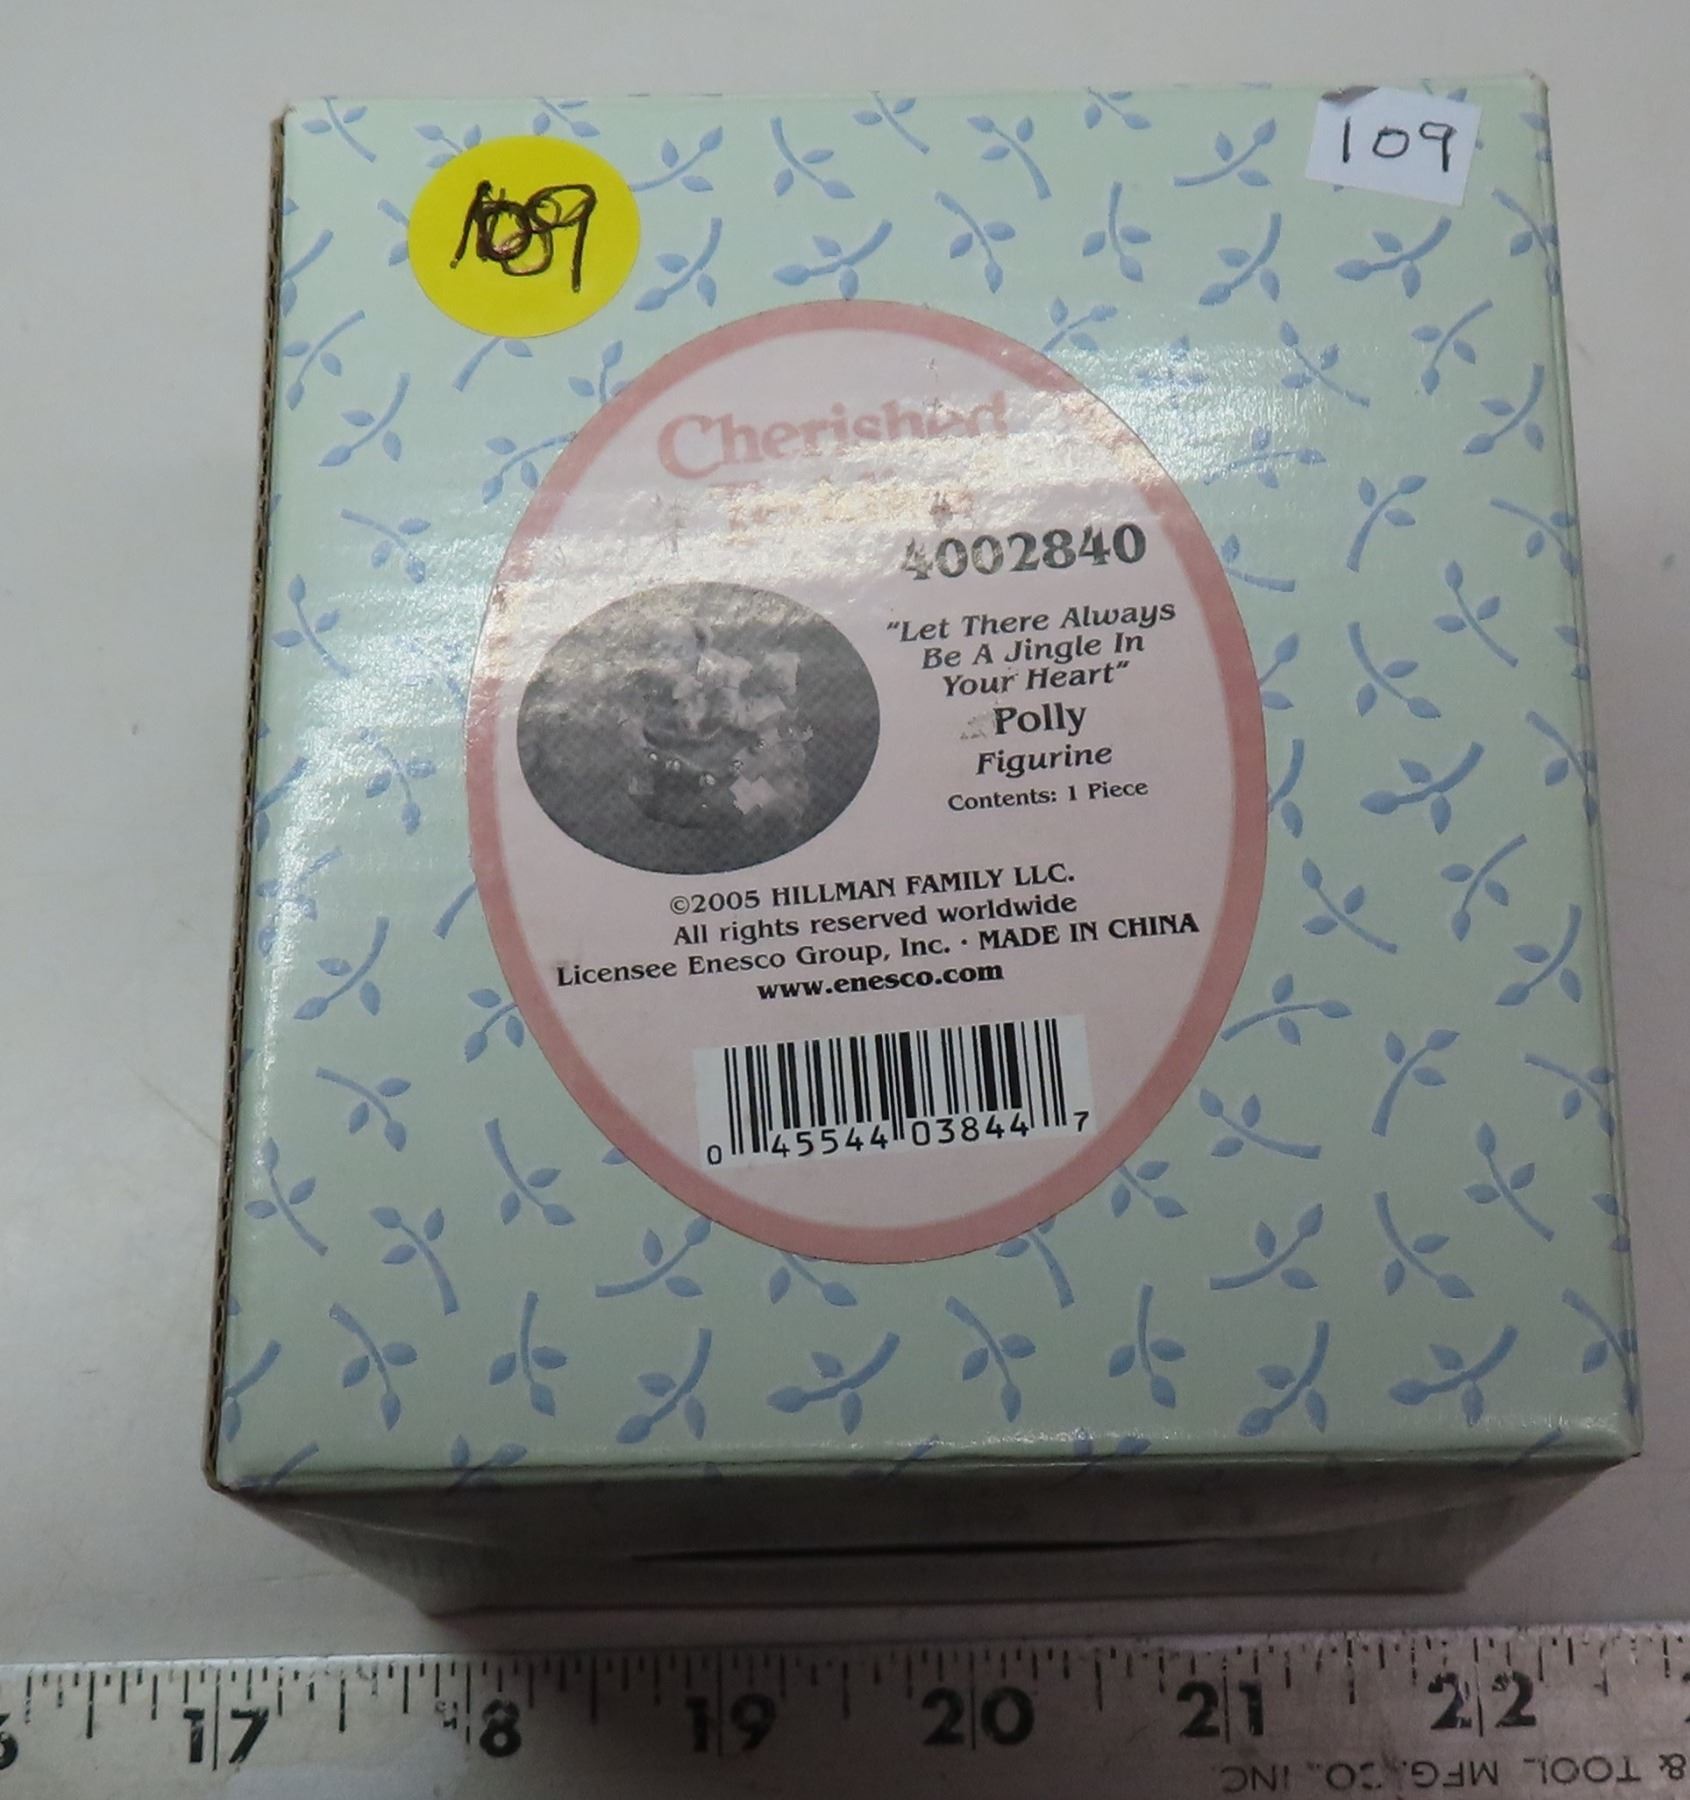 109
109
Cherished
Teddies
4002840
"Let There Always
Be A Jingle In
Your Heart"
Polly
Figurine
Contents: 1 Piece
©2005 HILLMAN FAMILY LLC.
All rights reserved worldwide
Licensee Enesco Group, Inc. · MADE IN CHINA
www.enesco.com
0 45544 03844 7
17 18 19 20 21 22
& TOOL MFG. CO., INC.